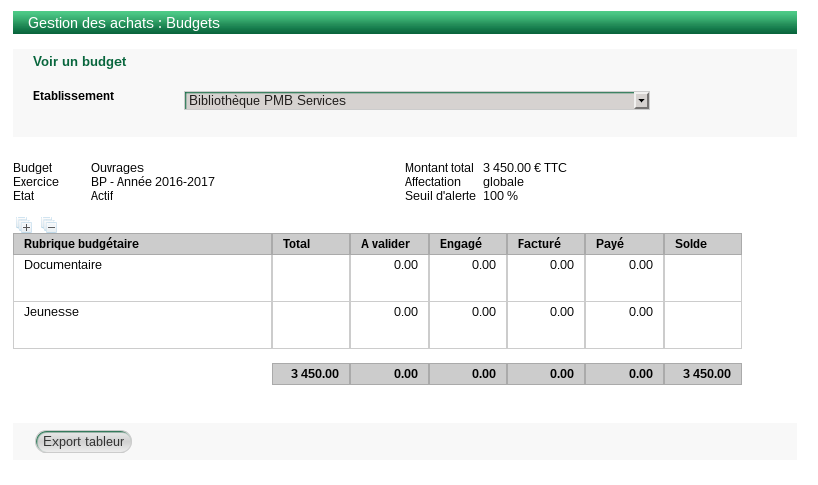 Gestion des achats : Budgets
Voir un budget
Etablissement Bibliothèque PMB Services
Budget Ouvrages Montant total 3 450.00 € TTC
Exercice BP - Année 2016-2017 Affectation globale
Etat Actif Seuil d'alerte 100 %
Rubrique budgétaire Total A valider Engagé Facturé Payé Solde
Documentaire 0.00 0.00 0.00 0.00
Jeunesse 0.00 0.00 0.00 0.00
3 450.00 0.00 0.00 0.00 0.00 3 450.00
Export tableur